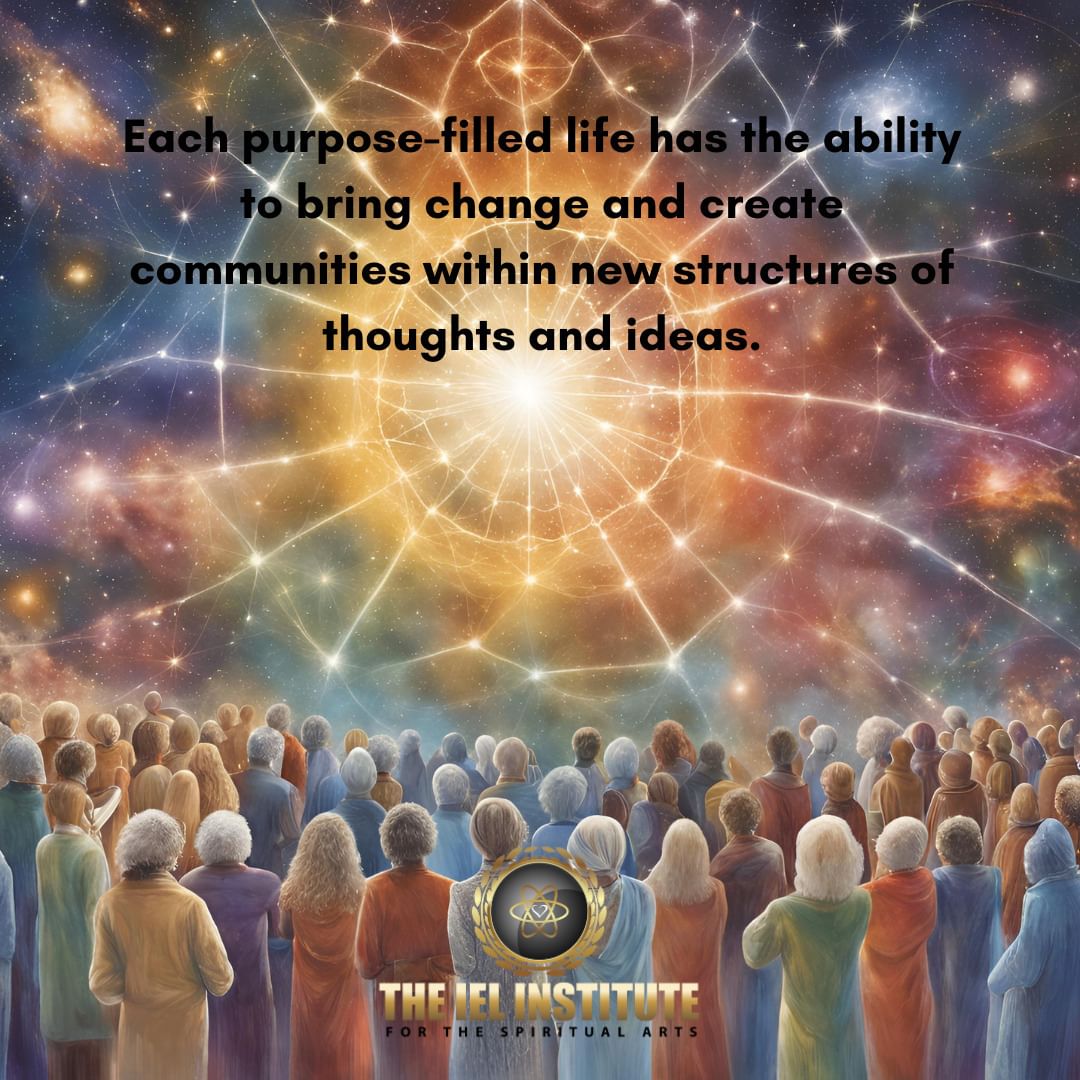 Each purpose-filled life has the ability
to bring change and create
communities within new structures of
thoughts and ideas.
THE IEL INSTITUTE
FOR THE SPIRITUAL ARTS